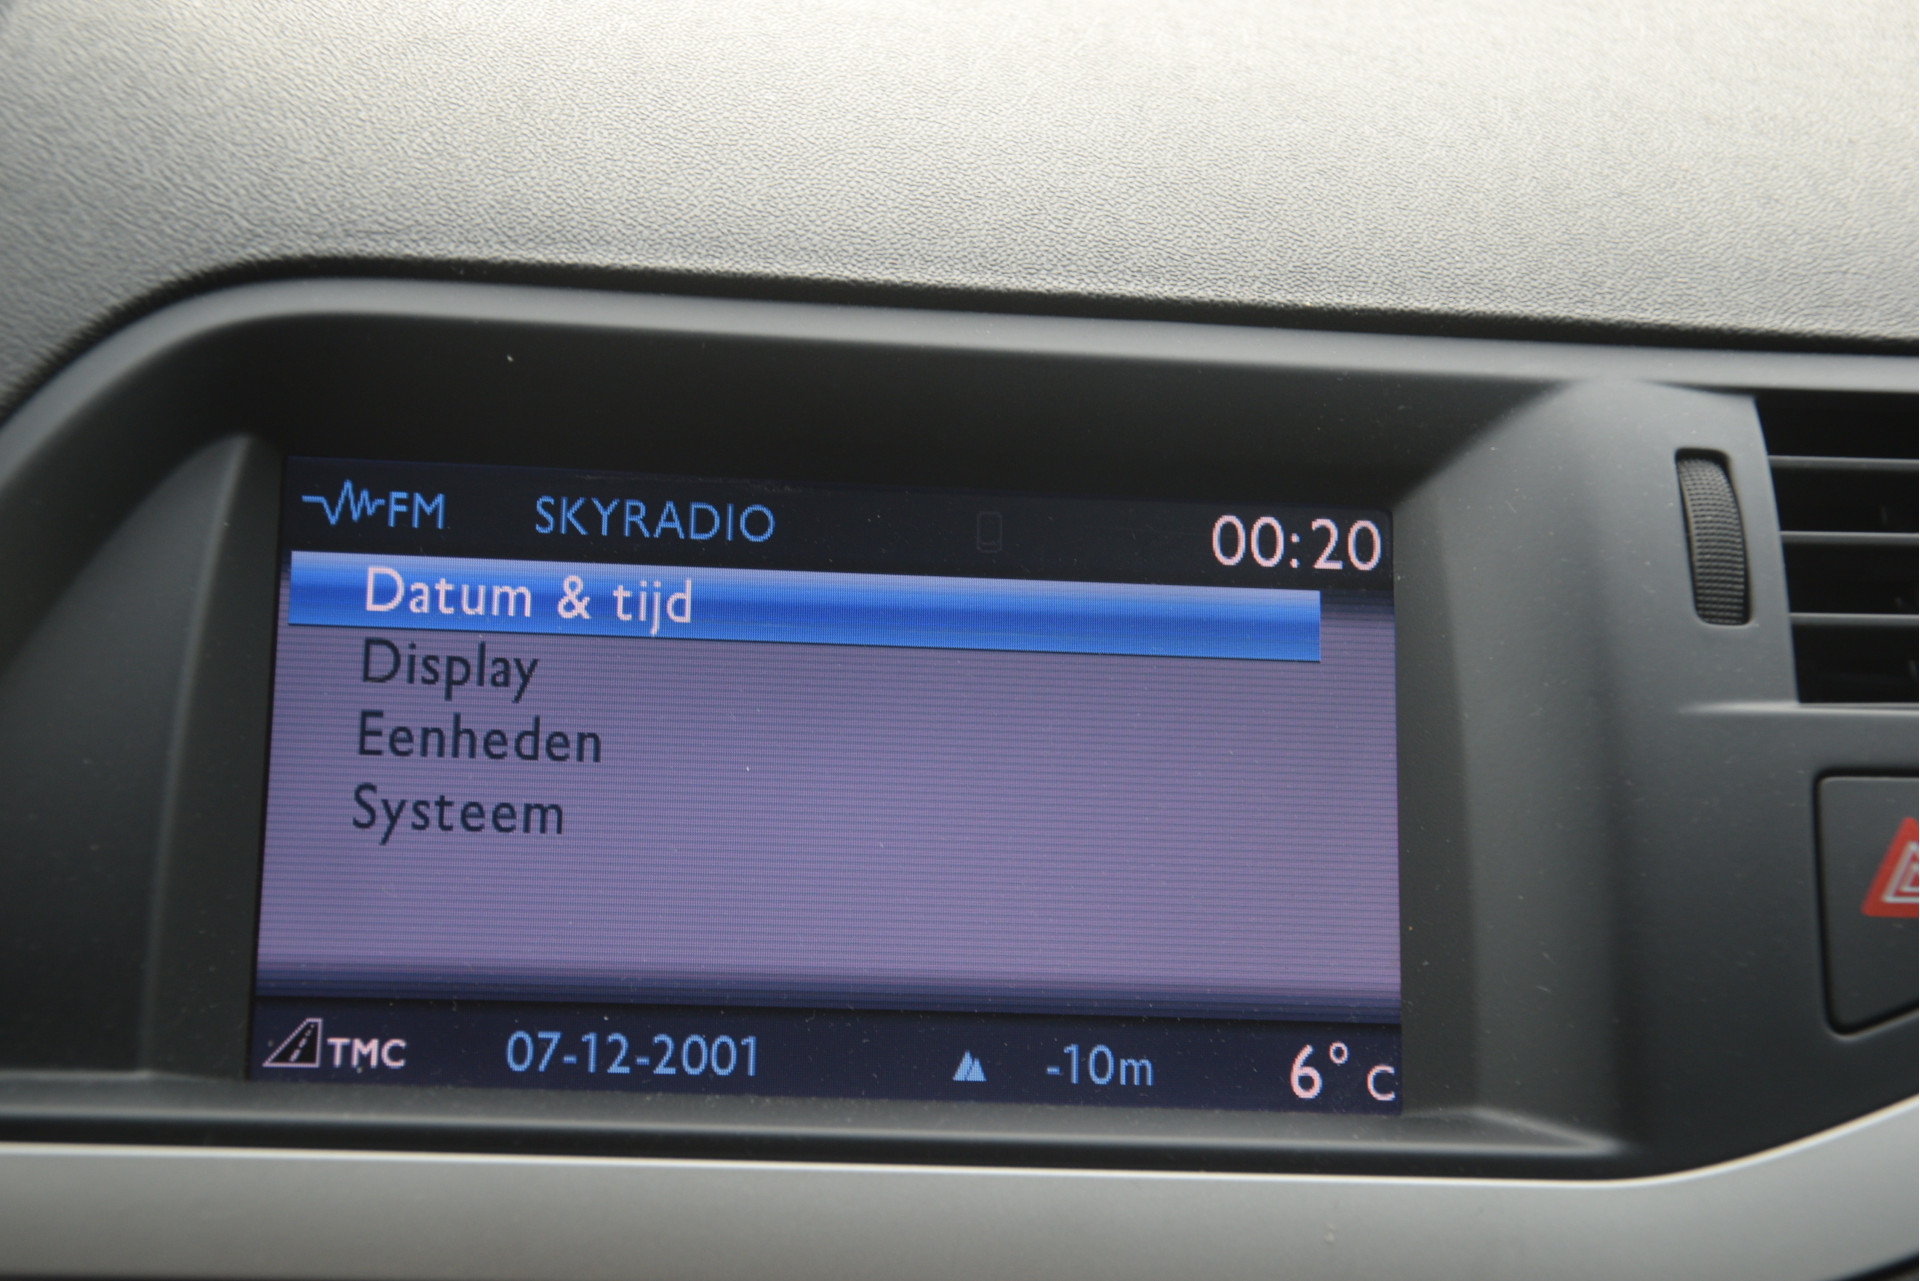 FM SKYRADIO 00:20
Datum & tijd
Display
Eenheden
Systeem
TMC 07-12-2001 -10m 6° C